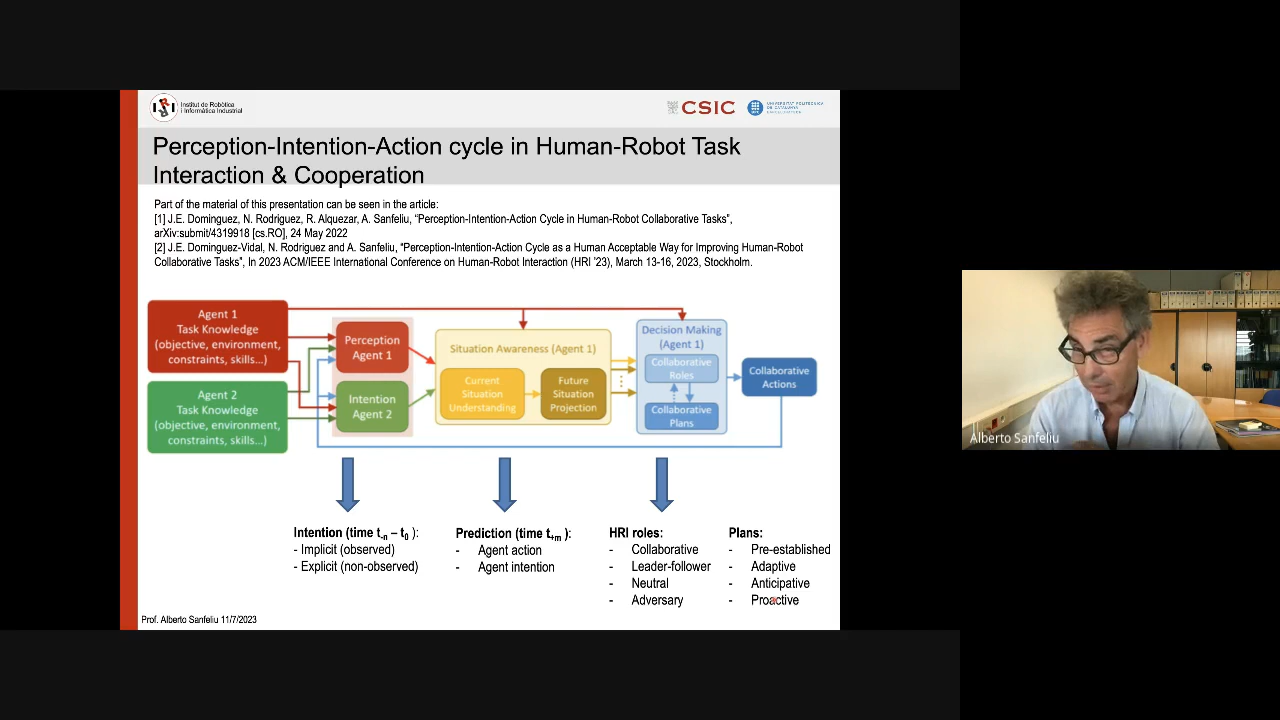 Institut de Robòtica
i Informàtica Industrial
CSIC
UNIVERSITAT POLITÈCNICA
DE CATALUNYA
BARCELONATECH
Perception-Intention-Action cycle in Human-Robot Task
Interaction & Cooperation
Part of the material of this presentation can be seen in the article:
[1] J.E. Dominguez, N. Rodriguez, R. Alquezar, A. Sanfeliu, “Perception-Intention-Action Cycle in Human-Robot Collaborative Tasks”,
arXiv:submit/4319918 [cs.RO], 24 May 2022
[2] J.E. Dominguez-Vidal, N. Rodriguez and A. Sanfeliu, “Perception-Intention-Action Cycle as a Human Acceptable Way for Improving Human-Robot
Collaborative Tasks”, In 2023 ACM/IEEE International Conference on Human-Robot Interaction (HRI ’23), March 13-16, 2023, Stockholm.
Agent 1
Task Knowledge
(objective, environment,
constraints, skills...)
Agent 2
Task Knowledge
(objective, environment,
constraints, skills...)
Perception
Agent 1
Intention
Agent 2
Situation Awareness (Agent 1)
Current
Situation
Understanding
Future
Situation
Projection
Decision Making
(Agent 1)
Collaborative
Roles
Collaborative
Plans
Collaborative
Actions
Intention (time t-n – t0 ):
- Implicit (observed)
- Explicit (non-observed)
Prediction (time t+m ):
- Agent action
- Agent intention
HRI roles:
- Collaborative
- Leader-follower
- Neutral
- Adversary
Plans:
- Pre-established
- Adaptive
- Anticipative
- Proactive
Prof. Alberto Sanfeliu 11/7/2023
Alberto Sanfeliu